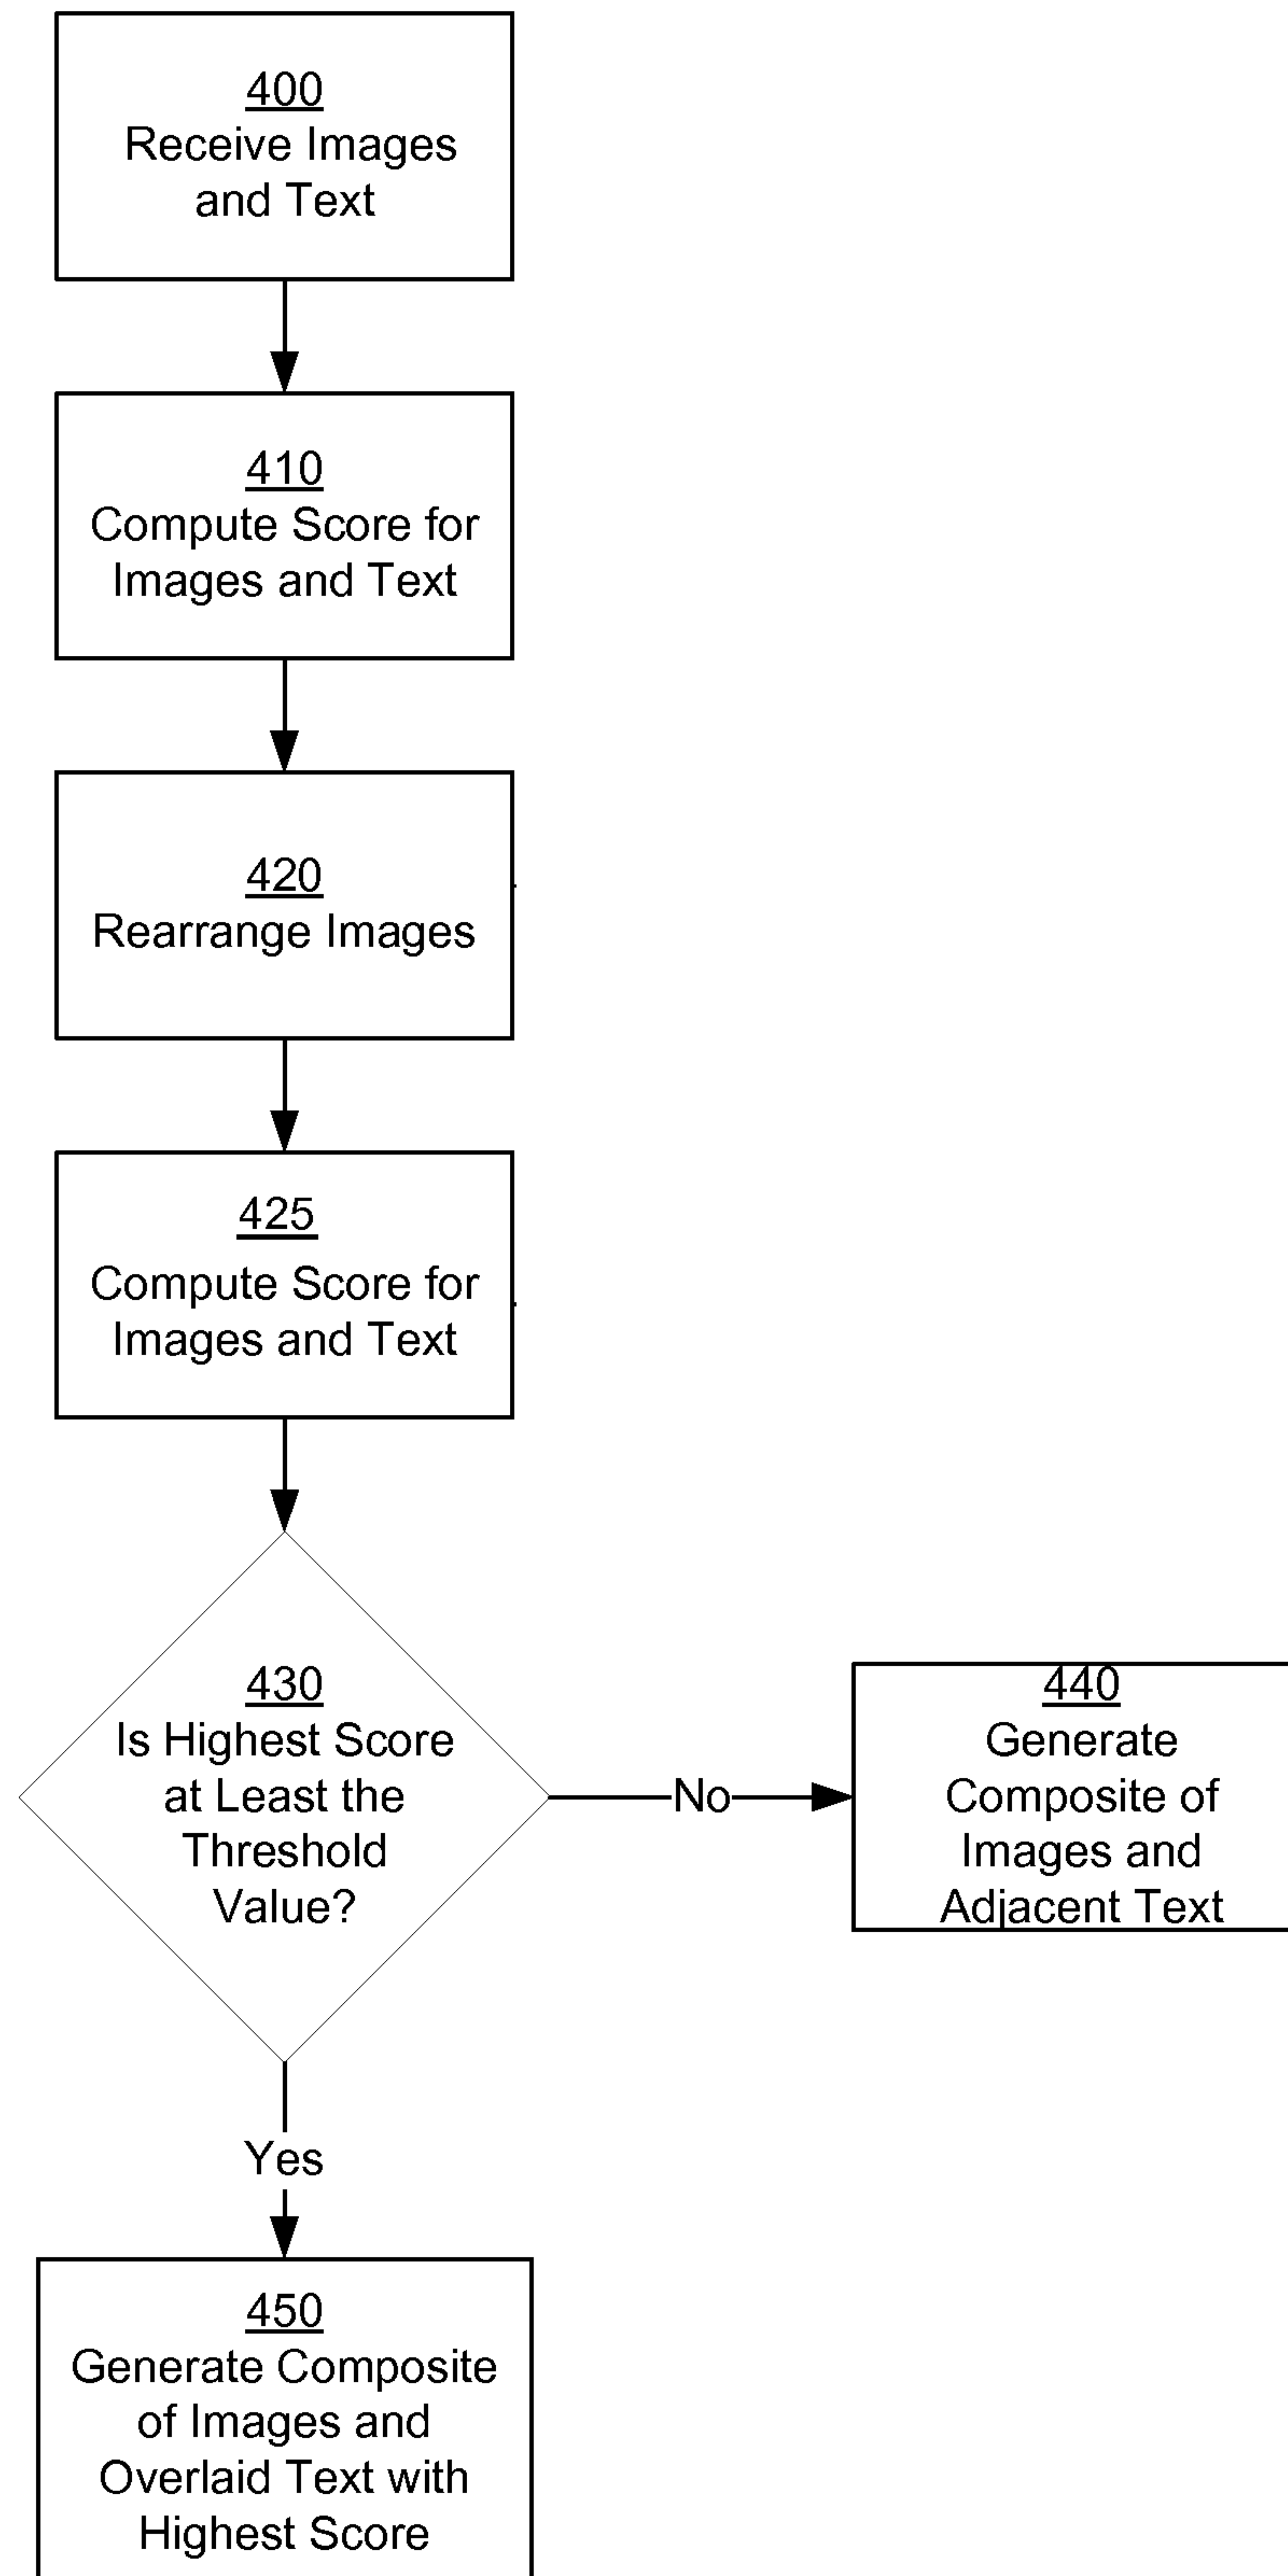 400
Receive Images
and Text
410
Compute Score for
Images and Text
420
Rearrange Images
425
Compute Score for
Images and Text
430
Is Highest Score
at Least the
Threshold
Value?
No
440
Generate
Composite of
Images and
Adjacent Text
Yes
450
Generate Composite
of Images and
Overlaid Text with
Highest Score